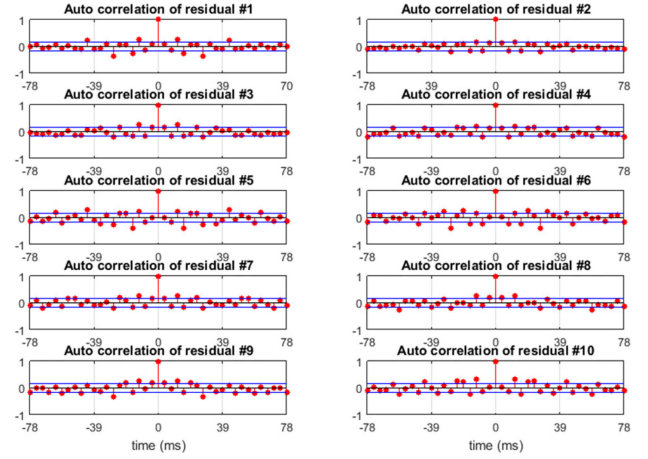 Auto correlation of residual #1
1
0
-1
-78 -39 0 39 70
Auto correlation of residual #2
1
0
1
-78 -39 0 39 78
Auto correlation of residual #3
1
0
-1
-78 -39 0 39 78
Auto correlation of residual #4
1
0
-1
-78 -39 0 39 78
Auto correlation of residual #5
1
0
1
-78 -39 0 39 78
Auto correlation of residual #6
1
0
-1
-78 -39 0 39 78
Auto correlation of residual #7
1
0
1
-78 -39 0 39 78
Auto correlation of residual #8
1
0
-1
-78 -39 0 39 78
Auto correlation of residual #9
1
0
-1
-78 -39 0 39 78
time (ms)
Auto correlation of residual #10
1
0
-1
-78 -39 0 39 78
time (ms)